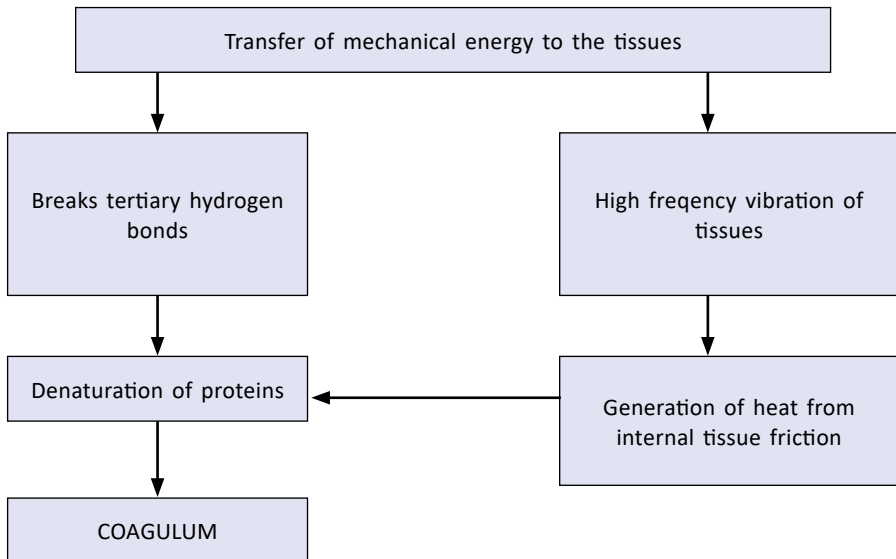 Transfer of mechanical energy to the tissues
Breaks tertiary hydrogen
bonds
High freqency vibration of
tissues
Denaturation of proteins
Generation of heat from
internal tissue friction
COAGULUM